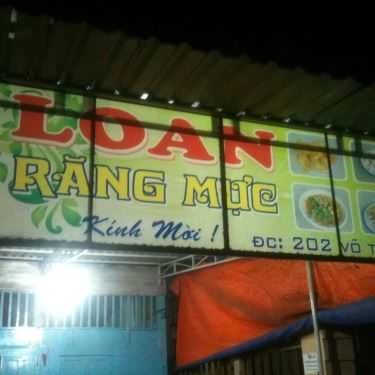 LOAN
RĂNG MỰC
Kính Mời !
ĐC: 202 VÕ